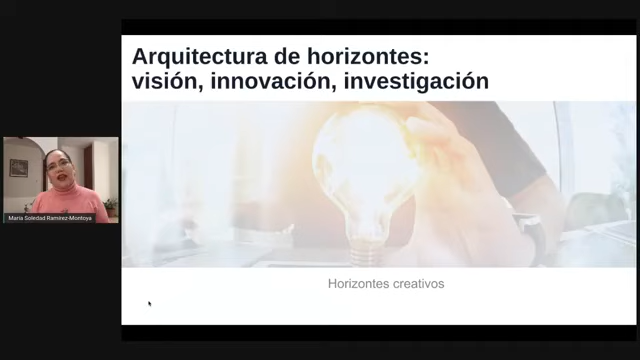 Arquitectura de horizontes:
visión, innovación, investigación
María Soledad Ramírez-Montoya
Horizontes creativos